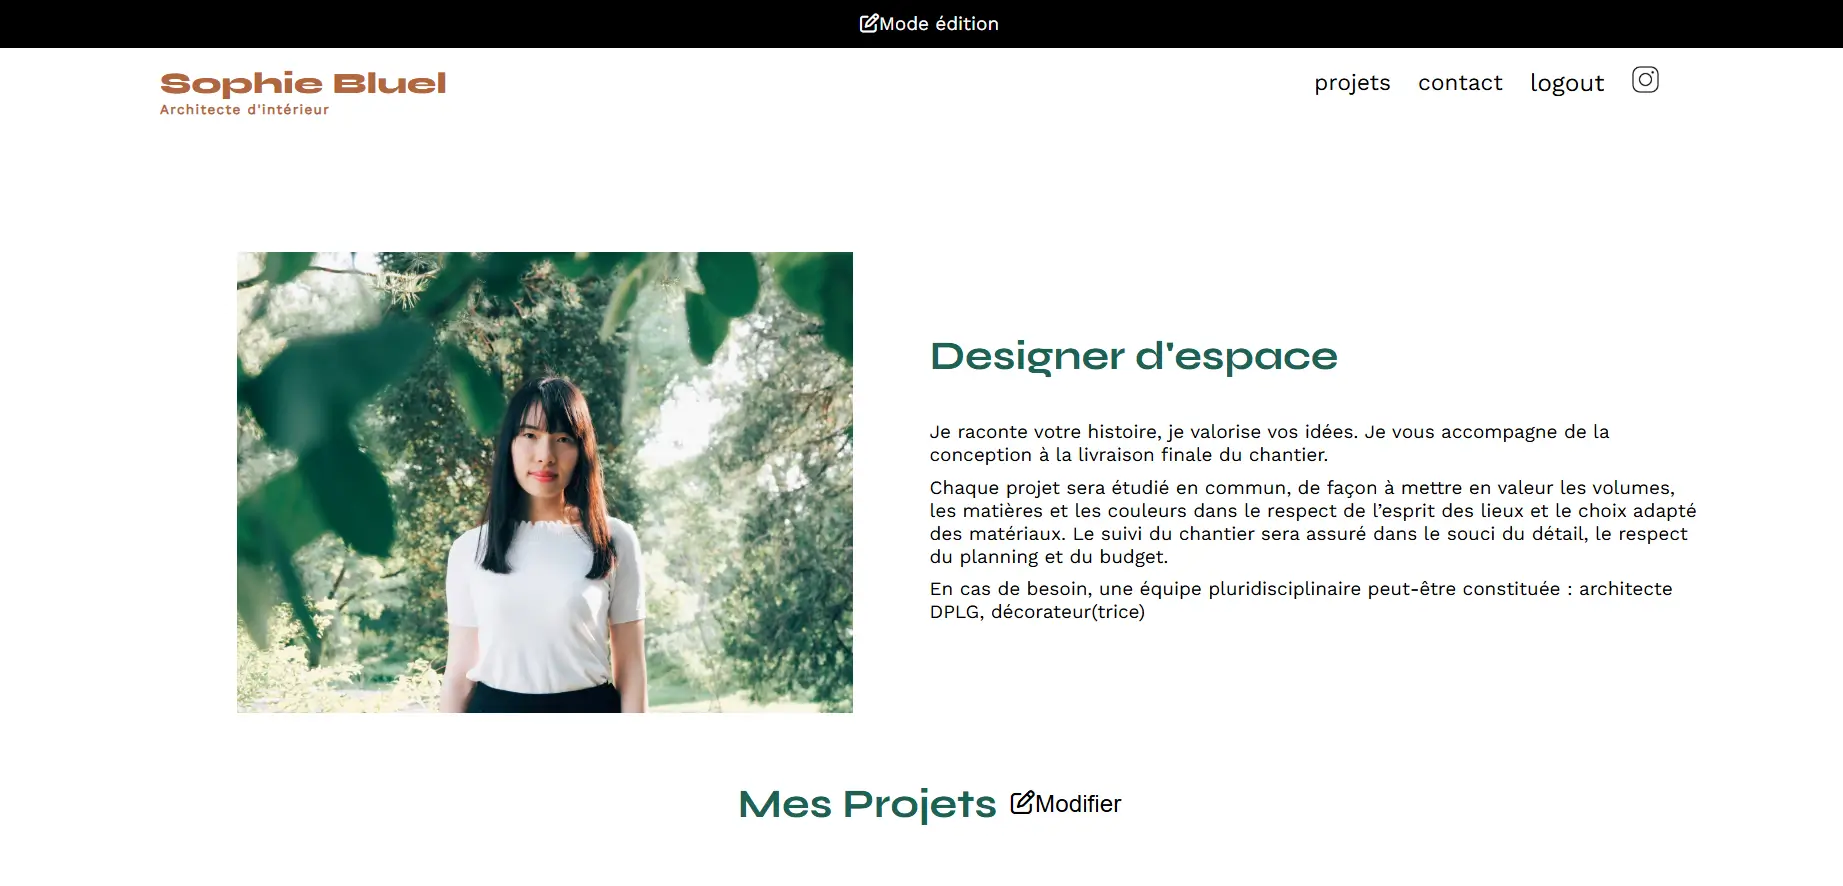 Mode édition
Sophie Bluel
Architecte d'intérieur
projets
contact
logout
Designer d'espace
Je raconte votre histoire, je valorise vos idées. Je vous accompagne de la
conception à la livraison finale du chantier.
Chaque projet sera étudié en commun, de façon à mettre en valeur les volumes,
les matières et les couleurs dans le respect de l’esprit des lieux et le choix adapté
des matériaux. Le suivi du chantier sera assuré dans le souci du détail, le respect
du planning et du budget.
En cas de besoin, une équipe pluridisciplinaire peut-être constituée : architecte
DPLG, décorateur(trice)
Mes Projets
Modifier